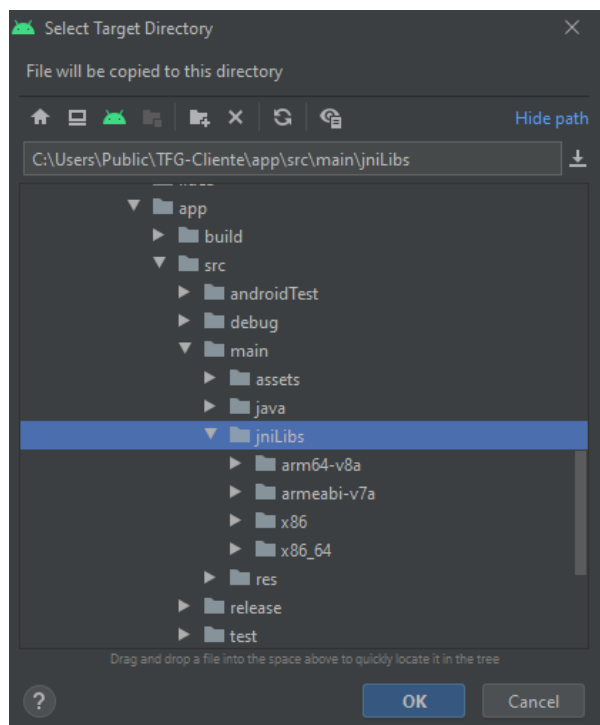 Select Target Directory
File will be copied to this directory
Hide path
C:\Users\Public\TFG-Cliente\app\src\main\jniLibs
app
build
src
androidTest
debug
main
assets
java
jniLibs
arm64-v8a
armeabi-v7a
x86
x86_64
res
release
test
Drag and drop a file into the space above to quickly locate it in the tree
? OK Cancel